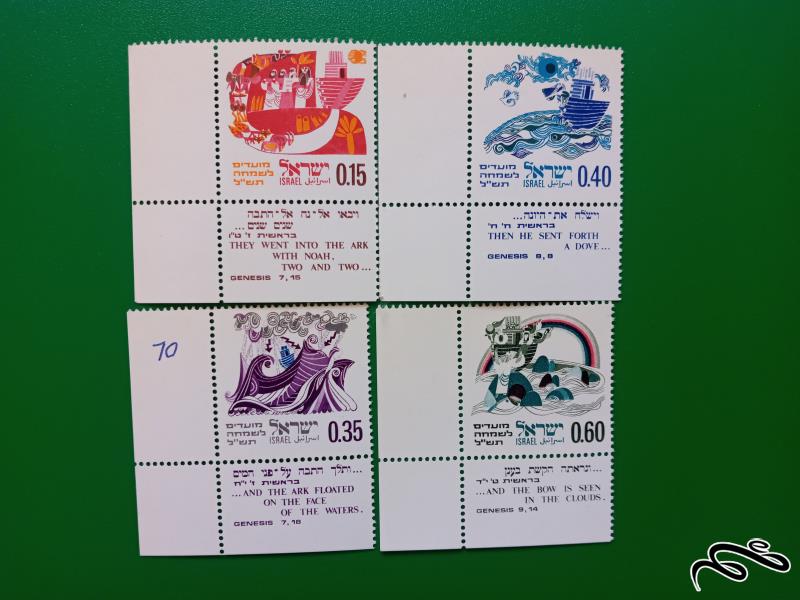 מועדים
לשמחה
תש"ל
ישראל
ISRAEL اسرائيل
0.15
ויבאו אל-נח אל-התבה
שנים שנים...
בראשית ז' ט"ו
THEY WENT INTO THE ARK
WITH NOAH,
TWO AND TWO...
GENESIS 7,15
מועדים
לשמחה
תש"ל
ישראל
ISRAEL اسرائيل
0.40
וישלח את-היונה...
בראשית ח' ח'
THEN HE SENT FORTH
A DOVE...
GENESIS 8,8
70
מועדים
לשמחה
תש"ל
ישראל
ISRAEL اسرائيل
0.35
...ותלך התבה על-פני המים
בראשית ז' י"ח
...AND THE ARK FLOATED
ON THE FACE
OF THE WATERS.
GENESIS 7,18
מועדים
לשמחה
תש"ל
ישראל
ISRAEL اسرائيل
0.60
...ונראתה הקשת בענן
בראשית ט' י"ד
...AND THE BOW IS SEEN
IN THE CLOUDS.
GENESIS 9,14